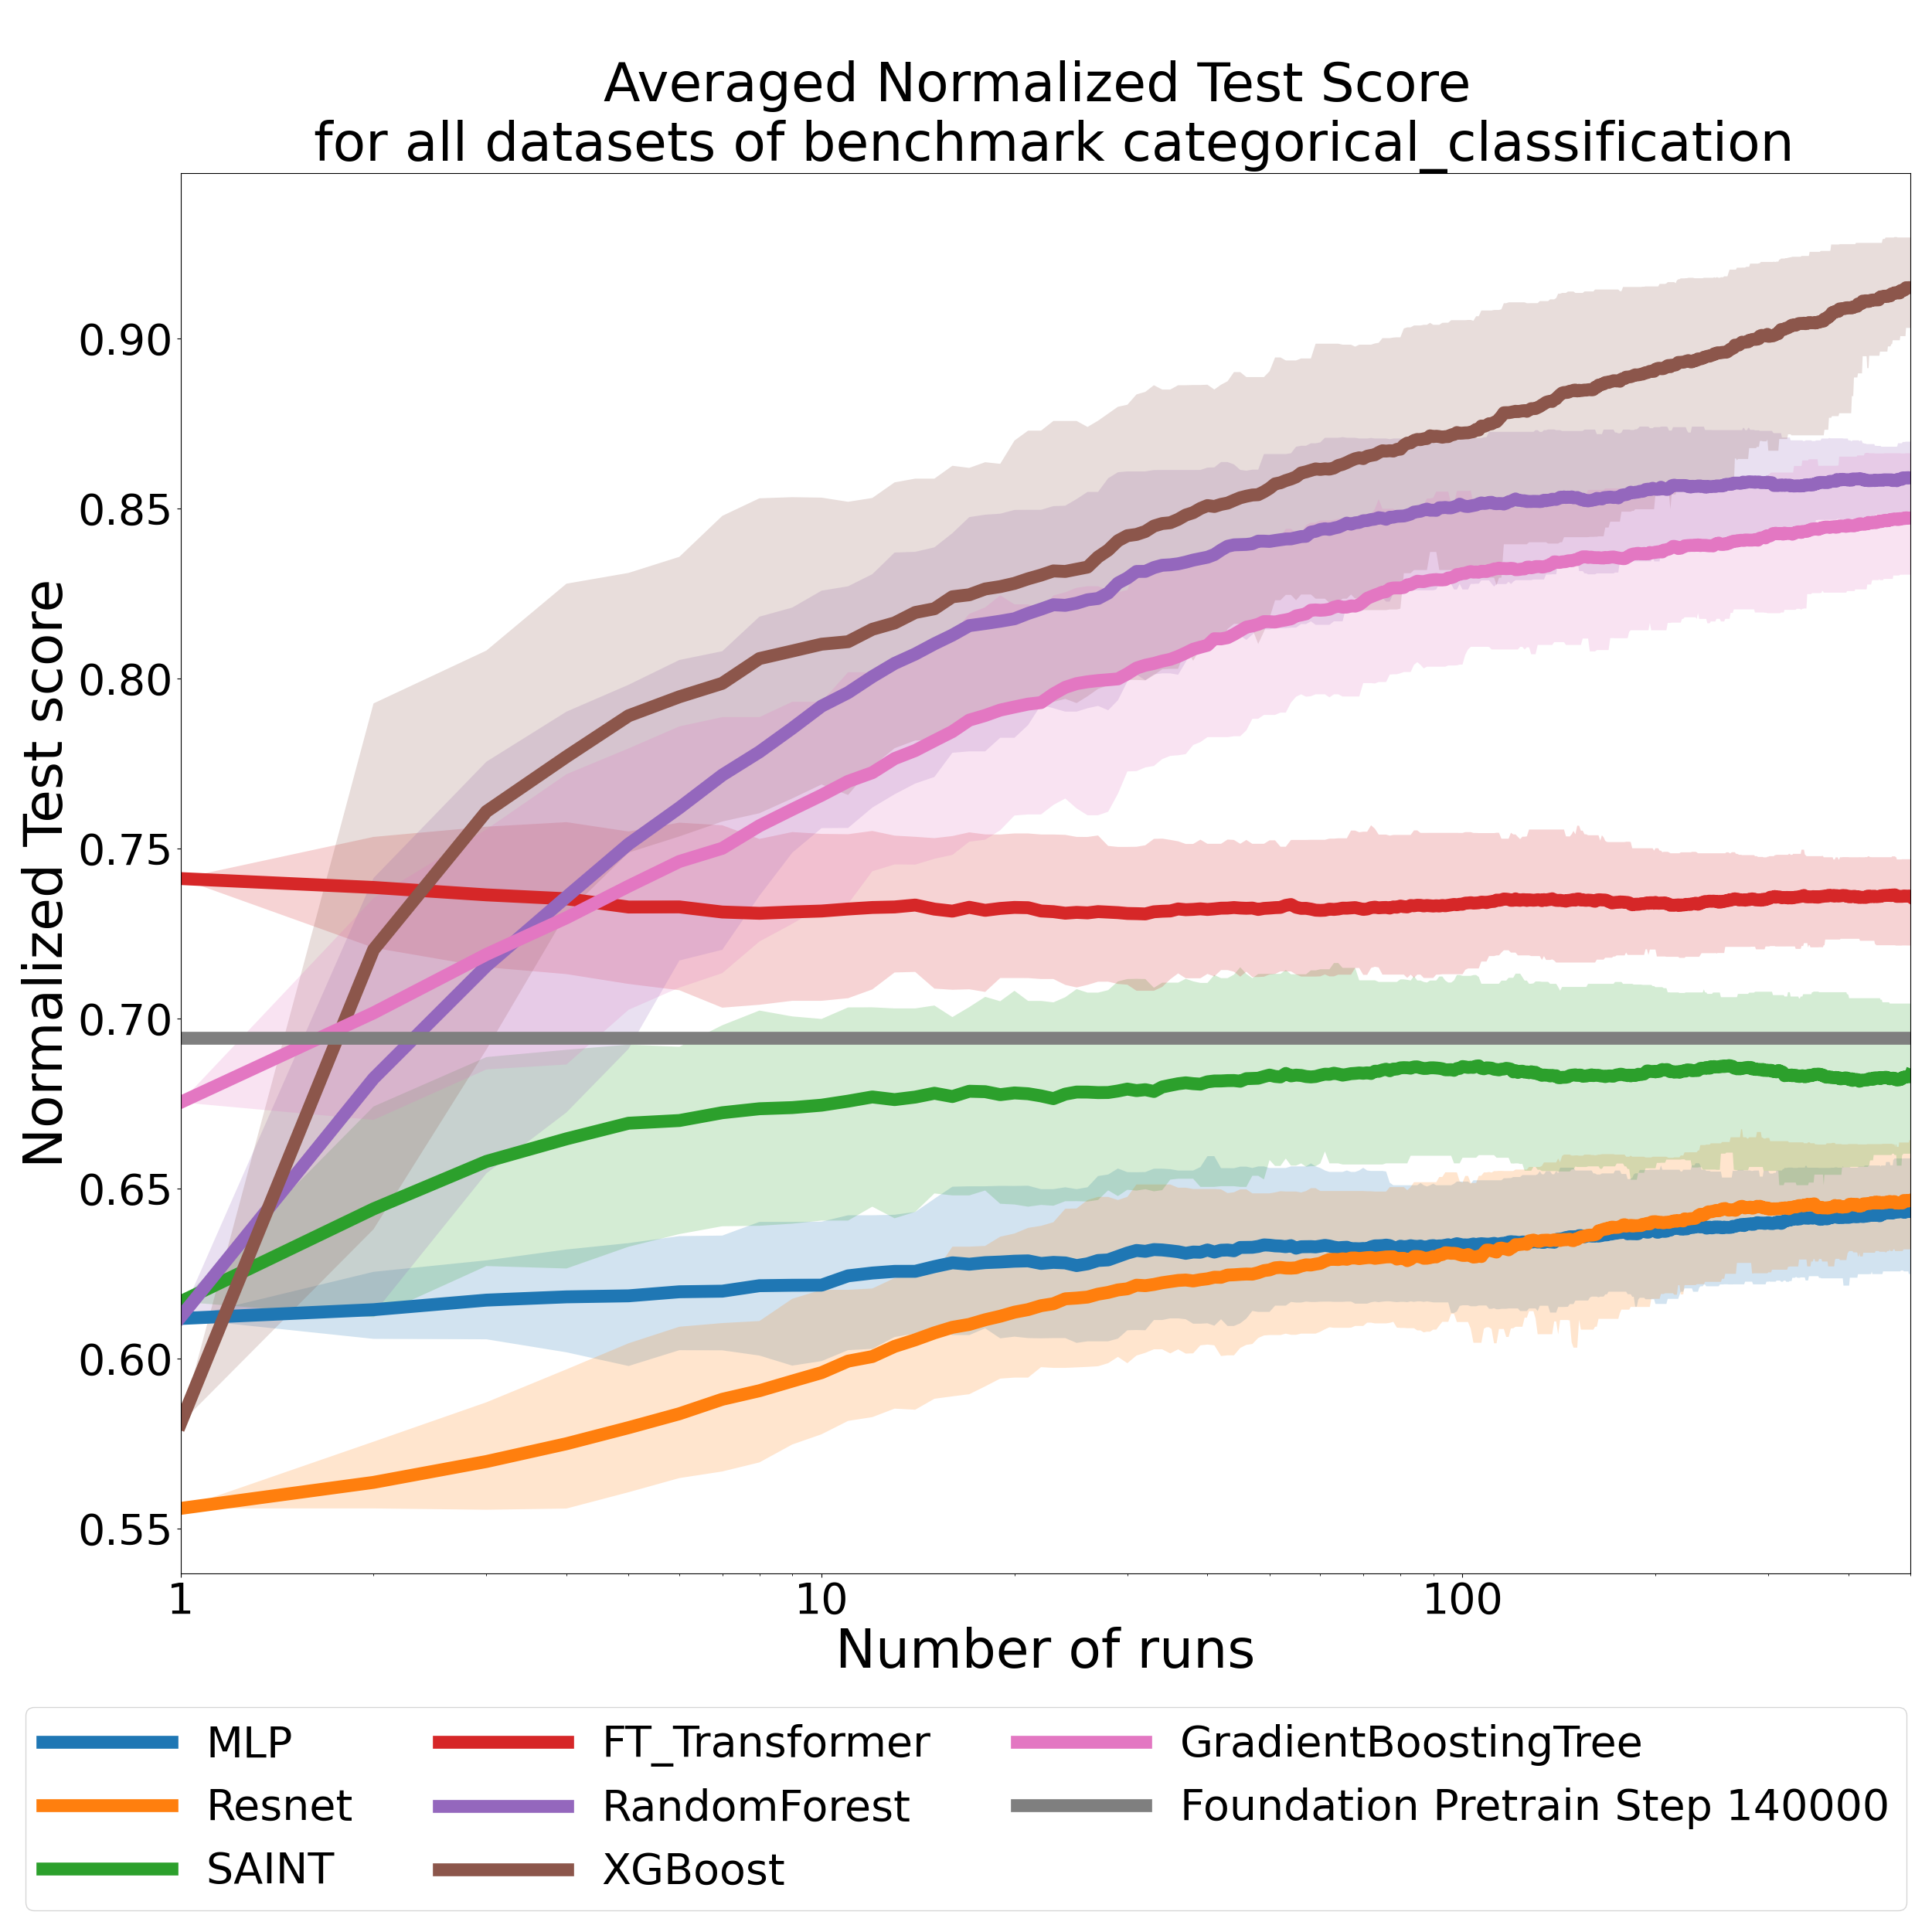 Averaged Normalized Test Score
for all datasets of benchmark categorical_classification
Normalized Test score
0.90
0.85
0.80
0.75
0.70
0.65
0.60
0.55
1
10
100
Number of runs
MLP
Resnet
SAINT
FT_Transformer
RandomForest
XGBoost
GradientBoostingTree
Foundation Pretrain Step 140000